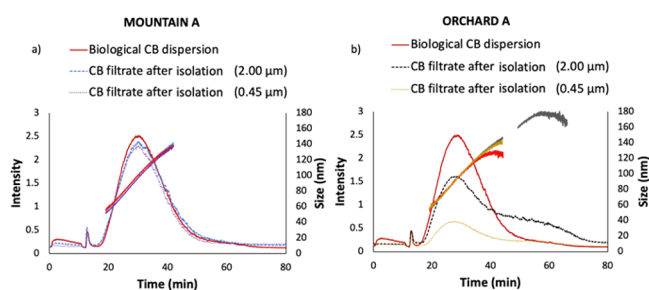 MOUNTAIN A
a)
Biological CB dispersion
CB filtrate after isolation (2.00 µm)
CB filtrate after isolation (0.45 µm)
3
2.5
2
1.5
1
0.5
0
Intensity
180
160
140
120
100
80
60
40
20
0
Size (nm)
0 20 40 60 80
Time (min)
ORCHARD A
b)
Biological CB dispersion
CB filtrate after isolation (2.00 µm)
CB filtrate after isolation (0.45 µm)
3
2.5
2
1.5
1
0.5
0
Intensity
180
160
140
120
100
80
60
40
20
0
Size (nm)
0 20 40 60 80
Time (min)